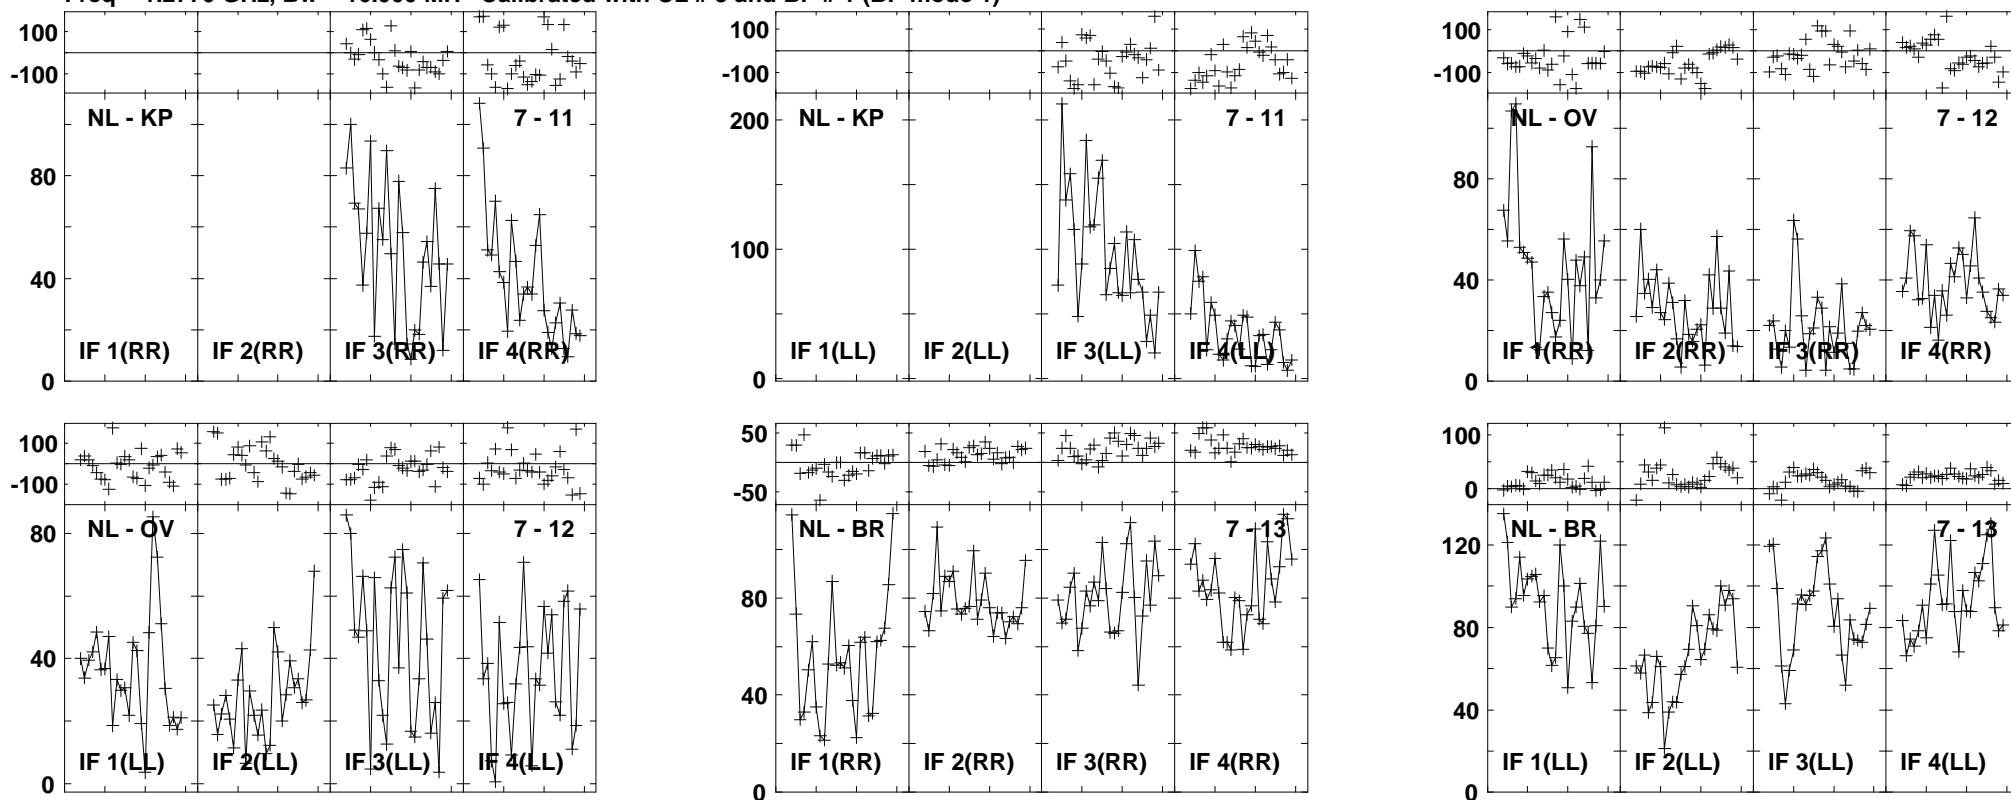 100
-100
NL - KP
7 - 11
80
40
0
IF 1(RR)
IF 2(RR)
IF 3(RR)
IF 4(RR)
100
-100
200
NL - KP
7 - 11
100
0
IF 1(LL)
IF 2(LL)
IF 3(LL)
IF 4(LL)
100
-100
NL - OV
7 - 12
80
40
0
IF 1(RR)
IF 2(RR)
IF 3(RR)
IF 4(RR)
100
-100
NL - OV
7 - 12
80
40
0
IF 1(LL)
IF 2(LL)
IF 3(LL)
IF 4(LL)
50
-50
NL - BR
7 - 13
80
40
0
IF 1(RR)
IF 2(RR)
IF 3(RR)
IF 4(RR)
100
0
NL - BR
7 - 13
120
80
40
0
IF 1(LL)
IF 2(LL)
IF 3(LL)
IF 4(LL)